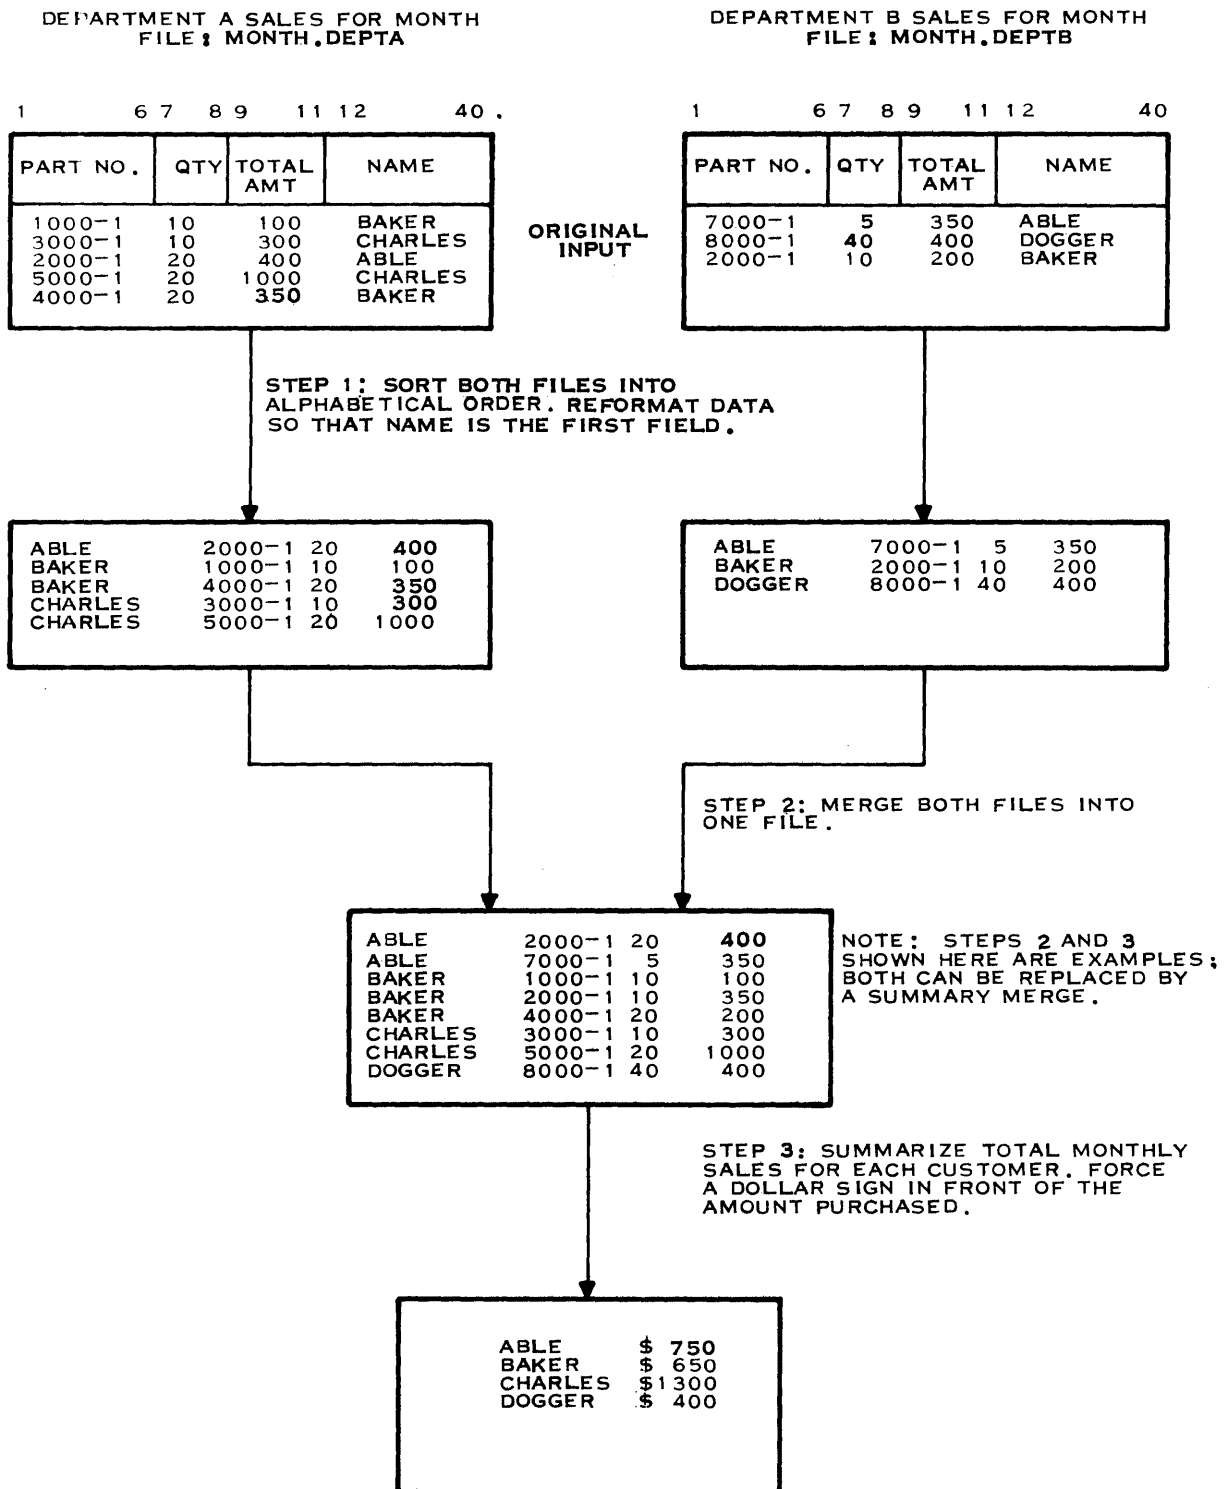 DEPARTMENT A SALES FOR MONTH
FILE: MONTH.DEPTA
DEPARTMENT B SALES FOR MONTH
FILE: MONTH.DEPTB
1 6 7 8 9 11 12 40 .
1 6 7 8 9 11 12 40
PART NO. QTY TOTAL AMT NAME
1000-1 10 100 BAKER
3000-1 10 300 CHARLES
2000-1 20 400 ABLE
5000-1 20 1000 CHARLES
4000-1 20 350 BAKER
ORIGINAL
INPUT
PART NO. QTY TOTAL AMT NAME
7000-1 5 350 ABLE
8000-1 40 400 DOGGER
2000-1 10 200 BAKER
STEP 1: SORT BOTH FILES INTO
ALPHABETICAL ORDER. REFORMAT DATA
SO THAT NAME IS THE FIRST FIELD.
ABLE 2000-1 20 400
BAKER 1000-1 10 100
BAKER 4000-1 20 350
CHARLES 3000-1 10 300
CHARLES 5000-1 20 1000
ABLE 7000-1 5 350
BAKER 2000-1 10 200
DOGGER 8000-1 40 400
STEP 2: MERGE BOTH FILES INTO
ONE FILE.
ABLE 2000-1 20 400
ABLE 7000-1 5 350
BAKER 1000-1 10 100
BAKER 2000-1 10 350
BAKER 4000-1 20 200
CHARLES 3000-1 10 300
CHARLES 5000-1 20 1000
DOGGER 8000-1 40 400
NOTE: STEPS 2 AND 3
SHOWN HERE ARE EXAMPLES;
BOTH CAN BE REPLACED BY
A SUMMARY MERGE.
STEP 3: SUMMARIZE TOTAL MONTHLY
SALES FOR EACH CUSTOMER. FORCE
A DOLLAR SIGN IN FRONT OF THE
AMOUNT PURCHASED.
ABLE $ 750
BAKER $ 650
CHARLES $1300
DOGGER $ 400